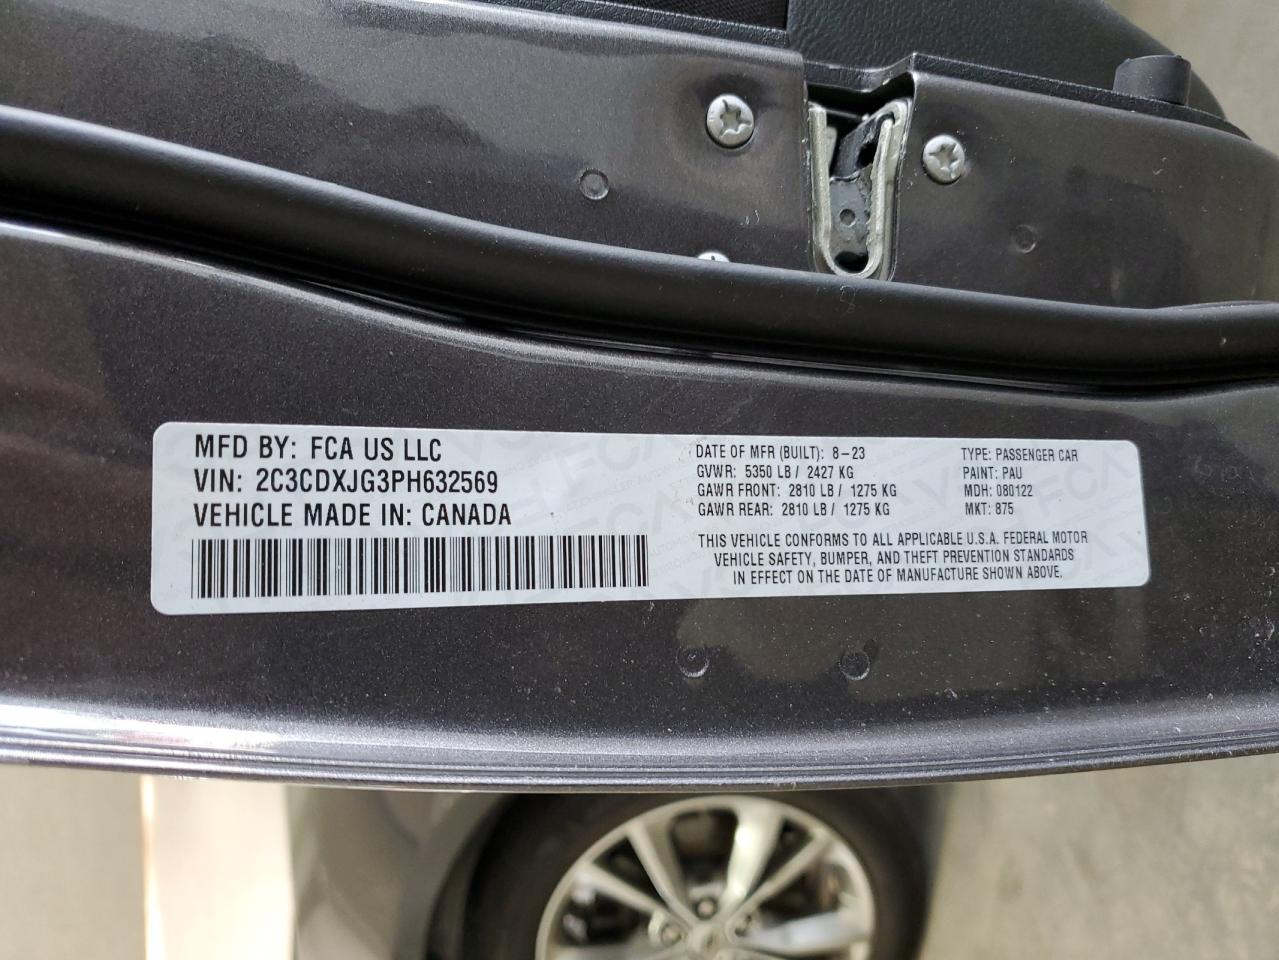 MFD BY: FCA US LLC
VIN: 2C3CDXJG3PH632569
VEHICLE MADE IN: CANADA
DATE OF MFR (BUILT): 8-23
GVWR: 5350 LB / 2427 KG
GAWR FRONT: 2810 LB / 1275 KG
GAWR REAR: 2810 LB / 1275 KG
TYPE: PASSENGER CAR
PAINT: PAU
MDH: 080122
MKT: 875
THIS VEHICLE CONFORMS TO ALL APPLICABLE U.S.A. FEDERAL MOTOR
VEHICLE SAFETY, BUMPER, AND THEFT PREVENTION STANDARDS
IN EFFECT ON THE DATE OF MANUFACTURE SHOWN ABOVE.